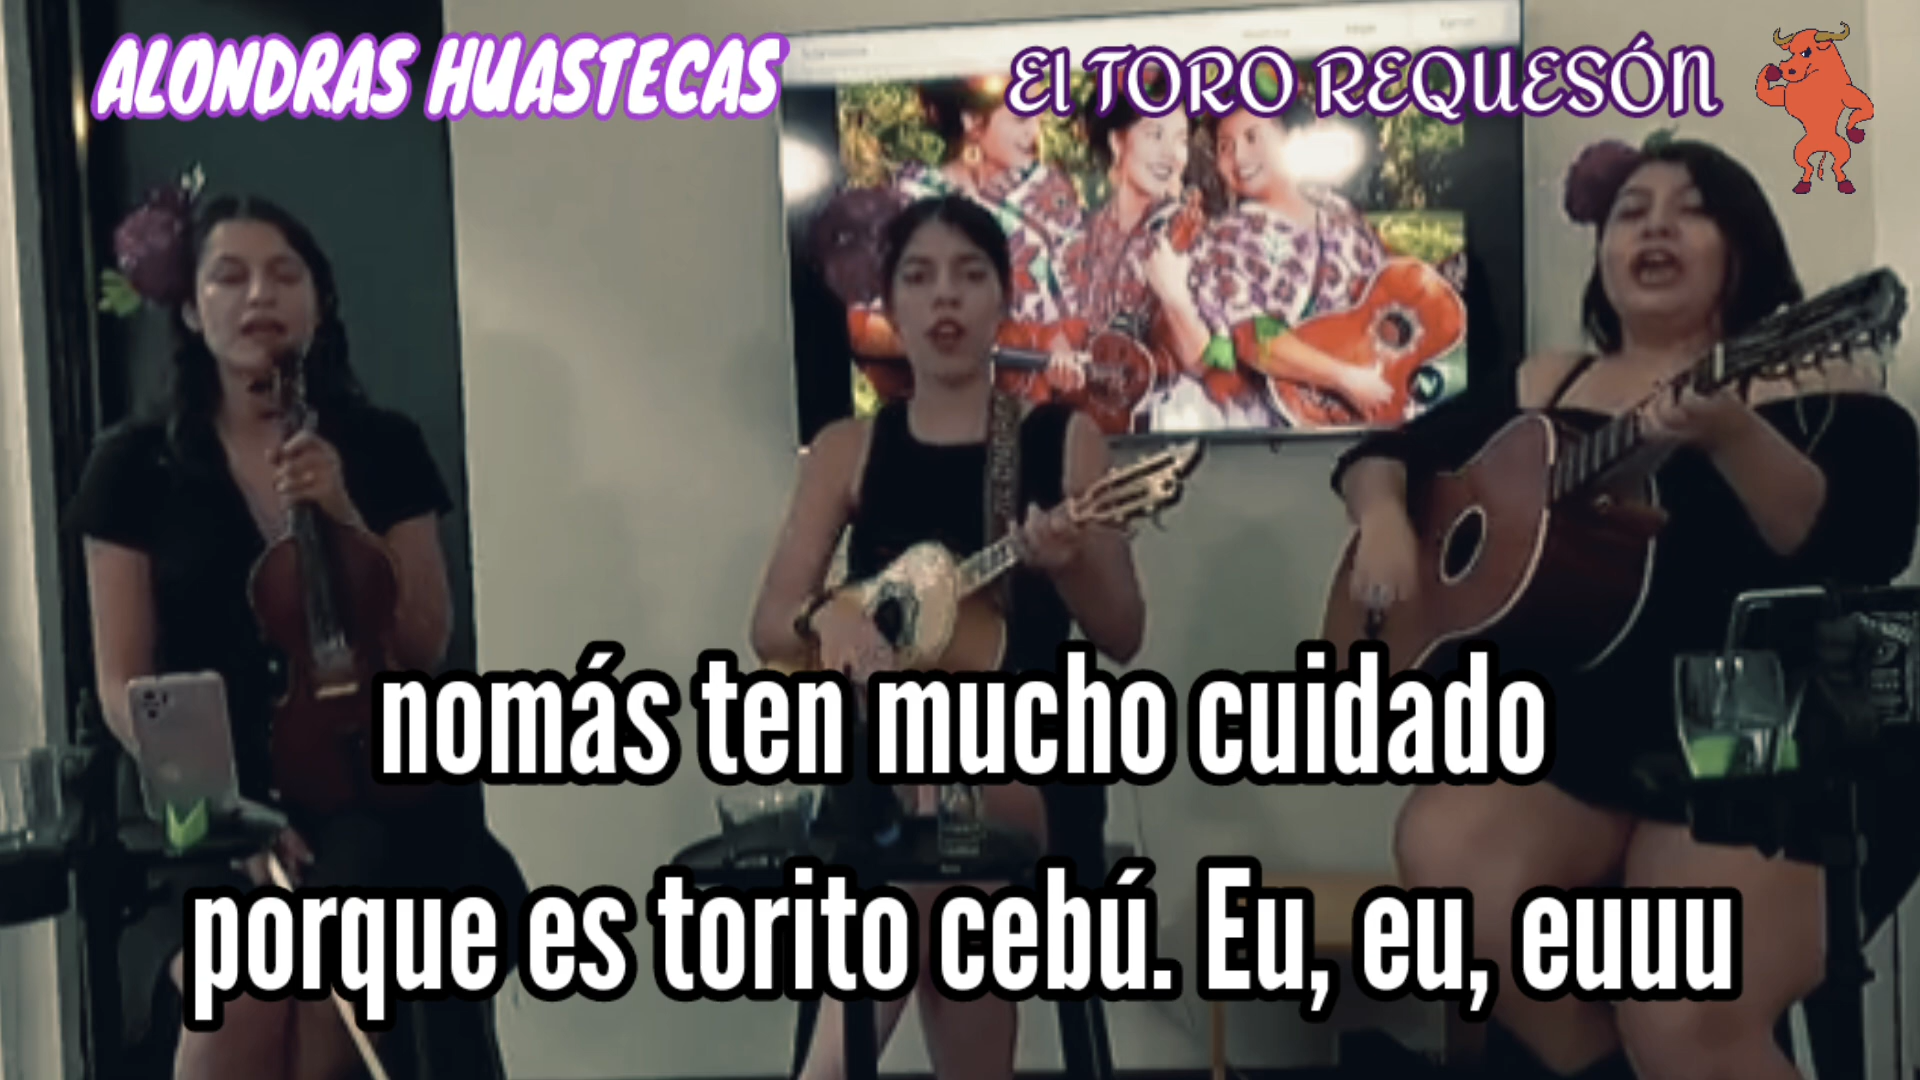 ALONDRAS HUASTECAS
El TORO REQUESÓN
nomás ten mucho cuidado
porque es torito cebú. Eu, eu, euuu